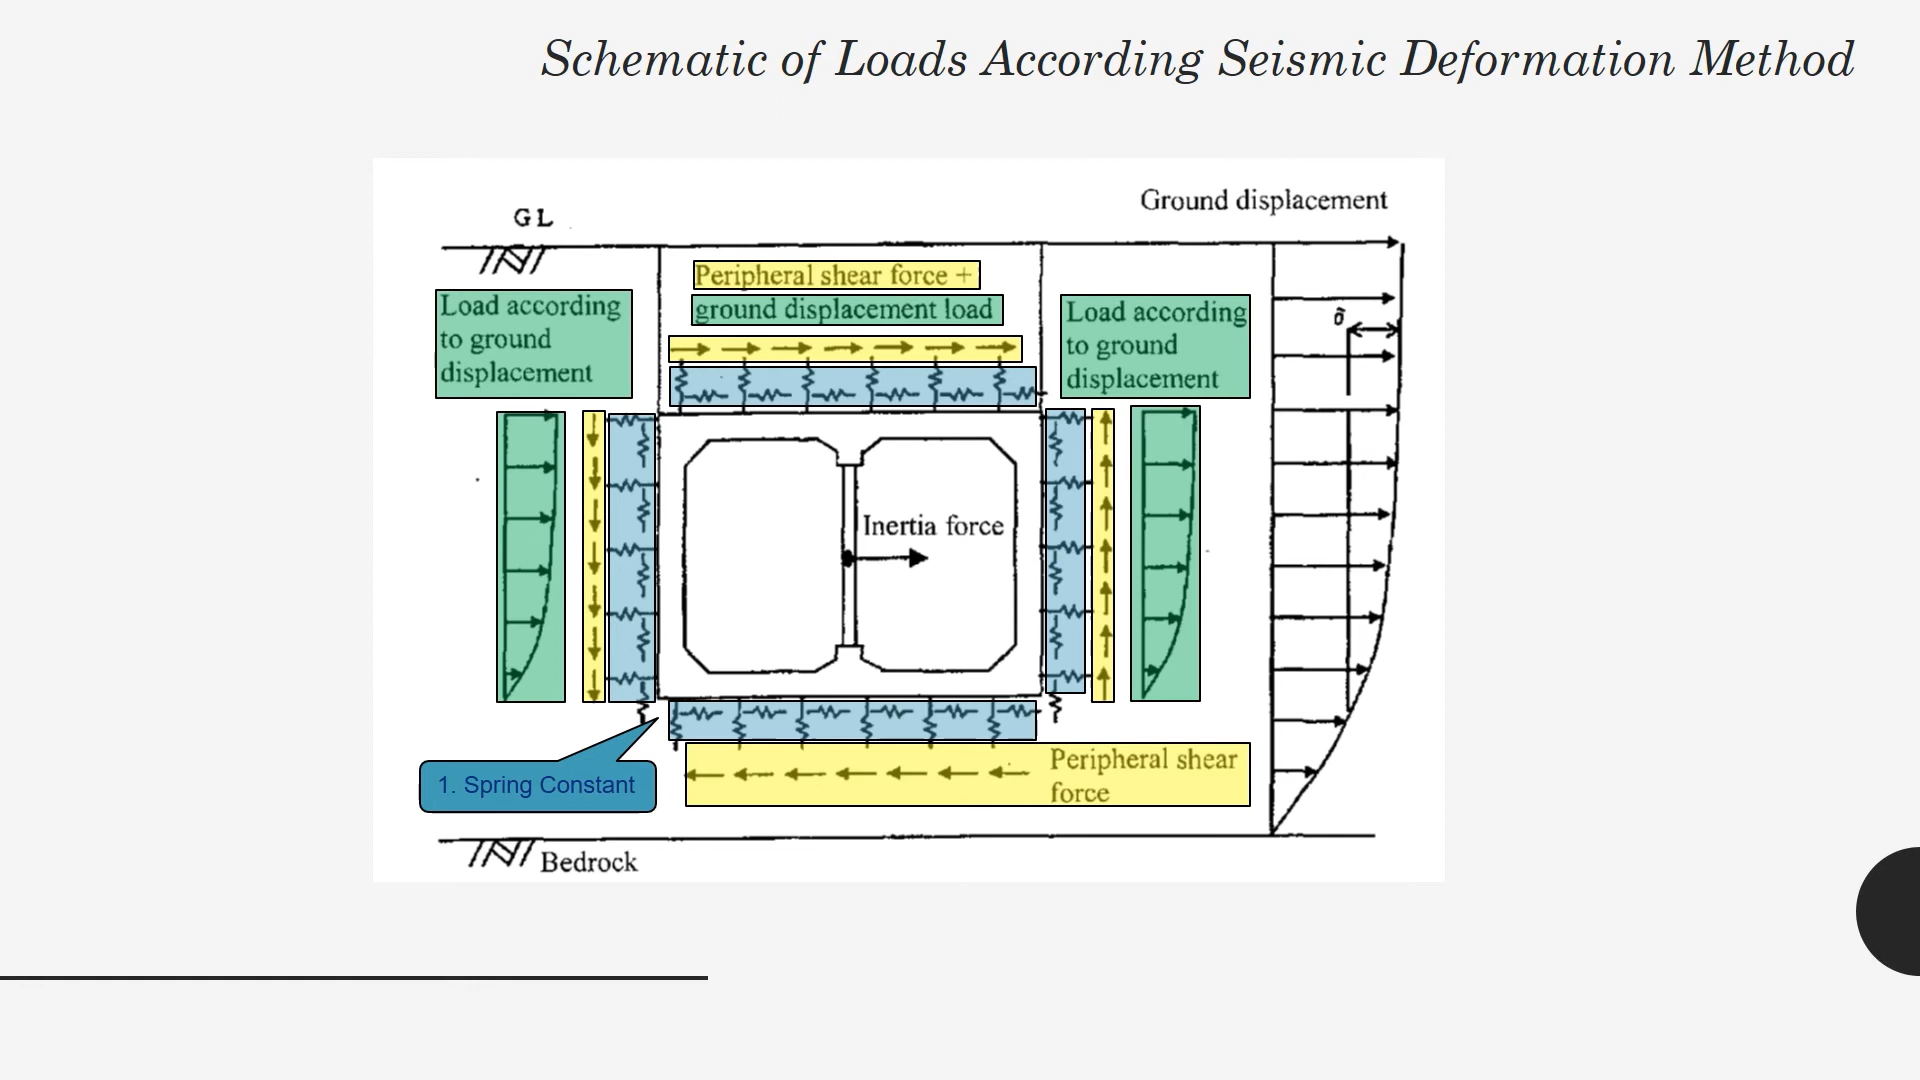 Schematic of Loads According Seismic Deformation Method
Ground displacement
GL
Peripheral shear force +
ground displacement load
Load according
to ground
displacement
Load according
to ground
displacement
δ
Inertia force
1. Spring Constant
Peripheral shear
force
Bedrock